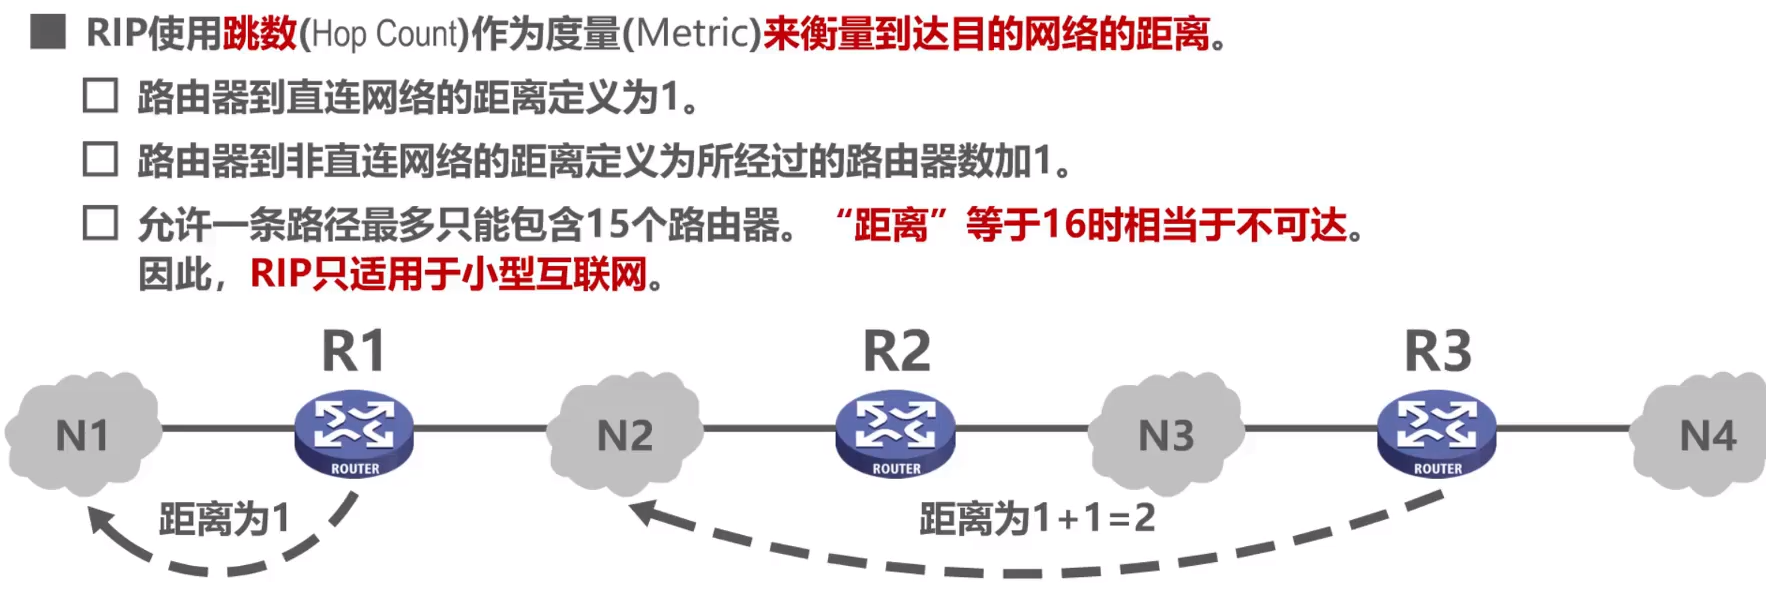 RIP使用跳数(Hop Count)作为度量(Metric)来衡量到达目的网络的距离。
路由器到直连网络的距离定义为1。
路由器到非直连网络的距离定义为所经过的路由器数加1。
允许一条路径最多只能包含15个路由器。“距离”等于16时相当于不可达。
因此，RIP只适用于小型互联网。
R1 R2 R3
N1 N2 N3 N4
ROUTER ROUTER ROUTER
距离为1 距离为1+1=2